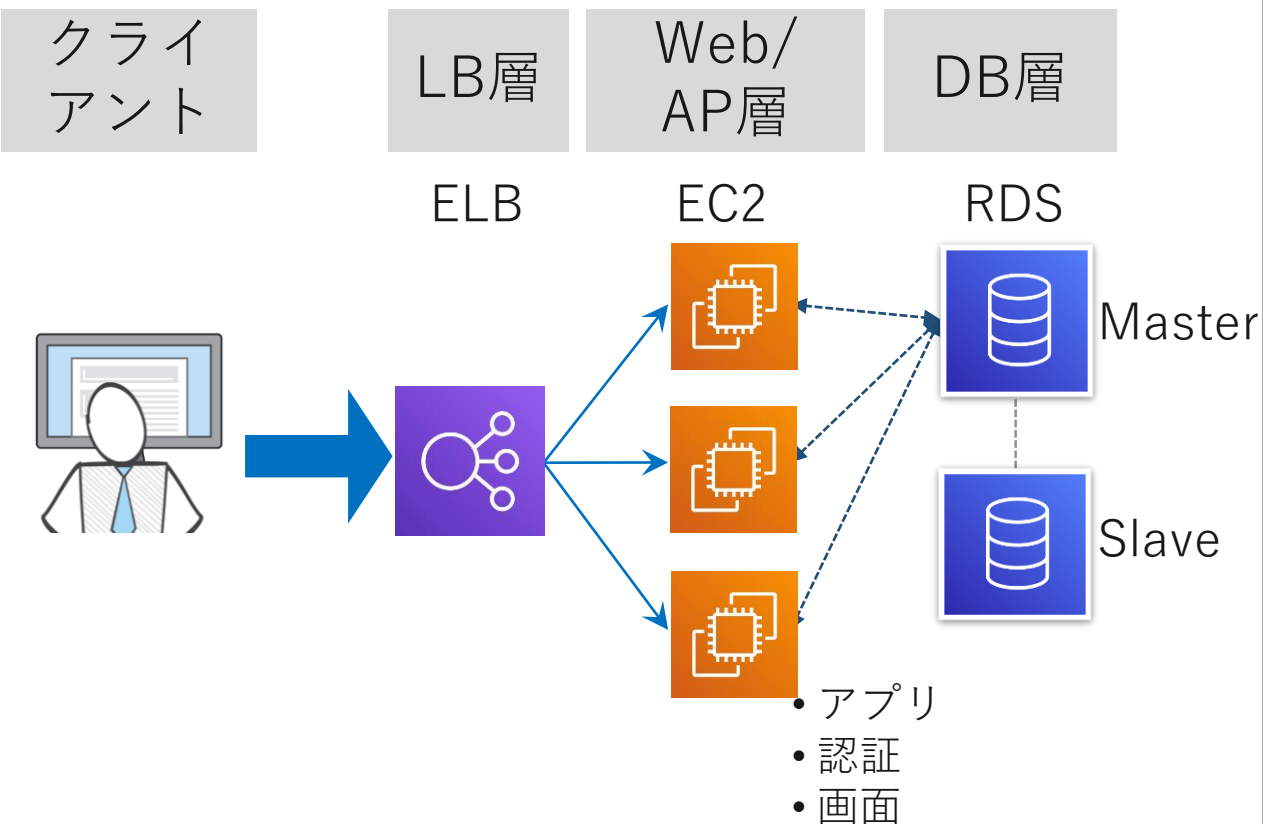 クライ
アント
LB層
Web/
AP層
DB層
ELB
EC2
RDS
Master
Slave
• アプリ
• 認証
• 画面